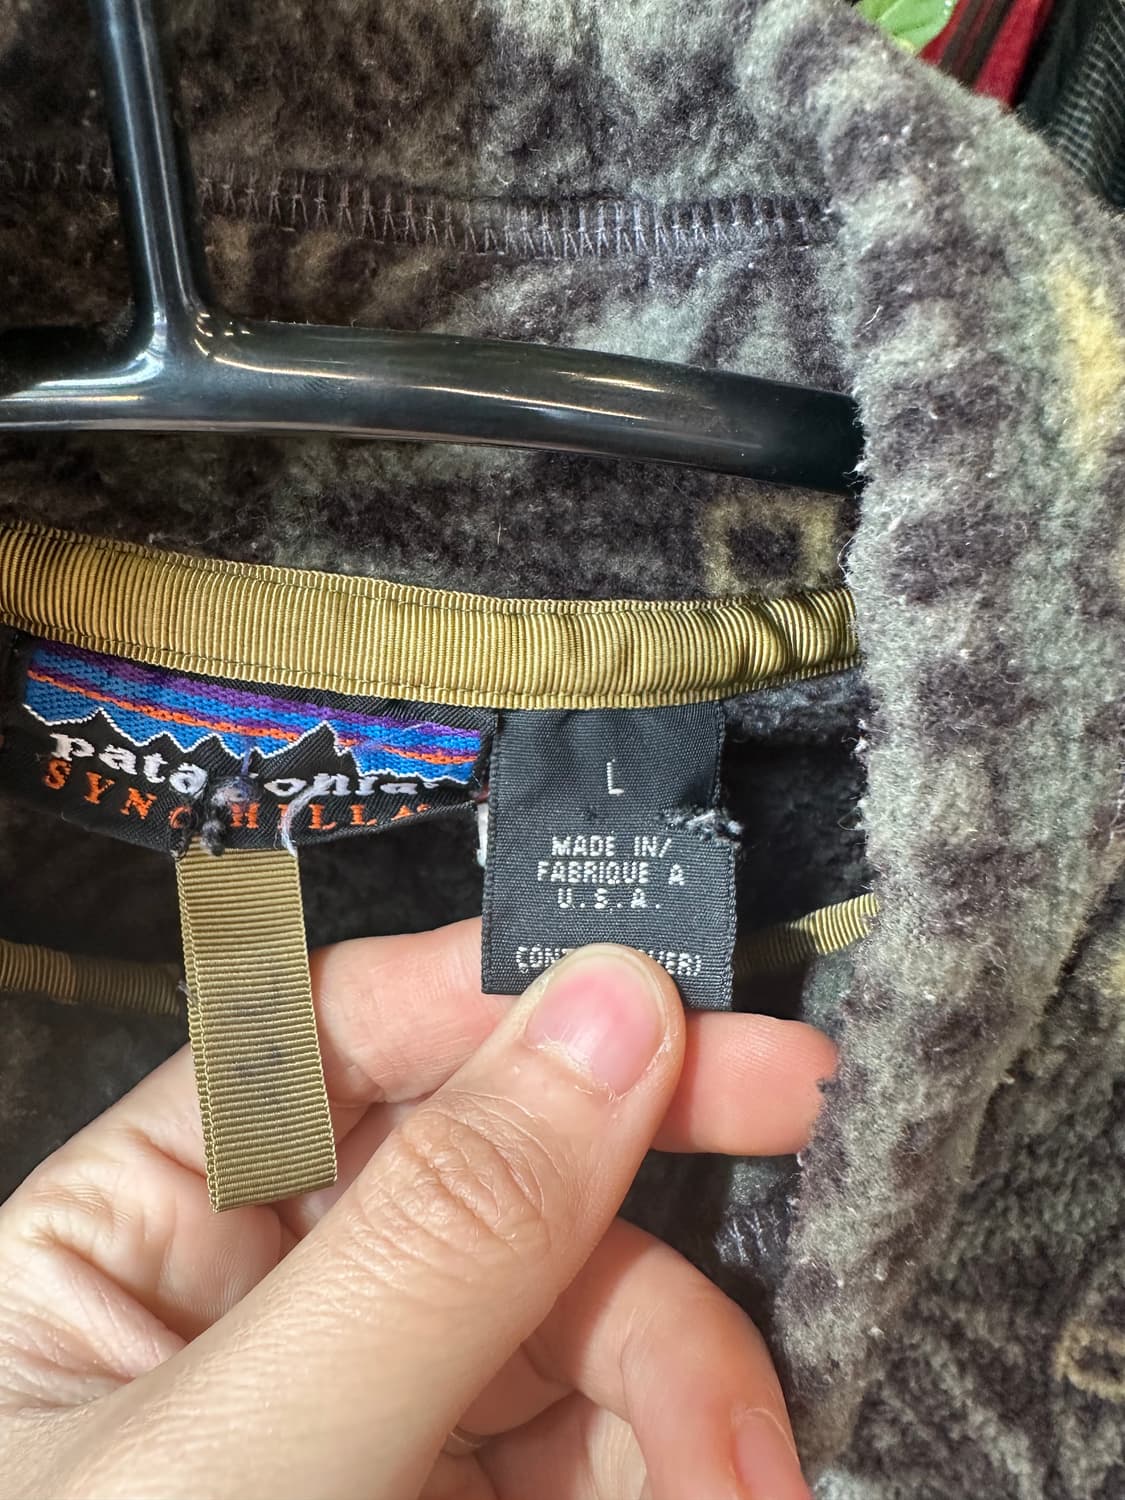 patagonia
SYNCHILLA
L
MADE IN/
FABRIQUE A
U.S.A.